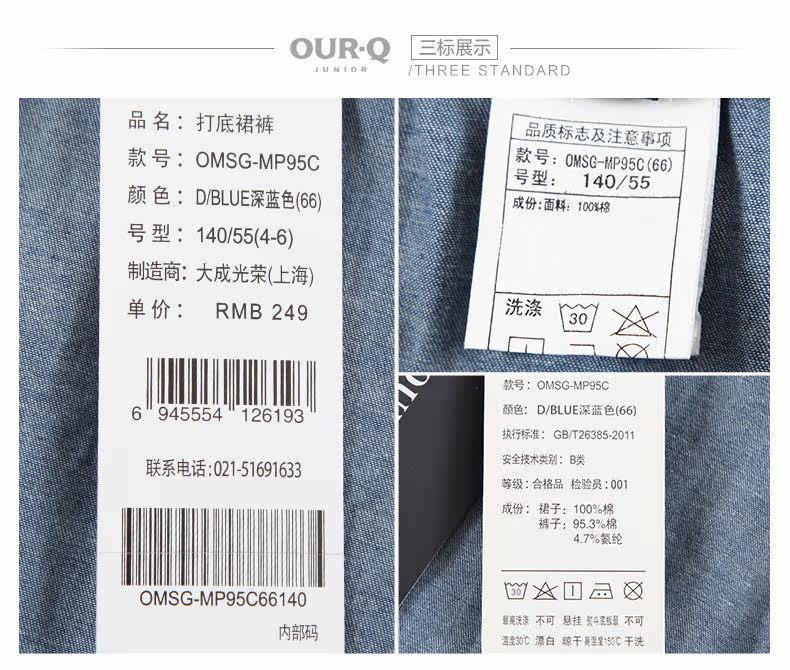 OUR·Q
JUNIOR
三标展示
/THREE STANDARD
品名：打底裙裤
款号：OMSG-MP95C
颜色：D/BLUE深蓝色(66)
号型：140/55(4-6)
制造商：大成光荣(上海)
单价： RMB 249
6 945554 126193
联系电话：021-51691633
OMSG-MP95C66140
内部码
品质标志及注意事项
款号：OMSG-MP95C(66)
号型： 140/55
成份：面料：100%棉
洗涤
30
款号：OMSG-MP95C
颜色： D/BLUE深蓝色(66)
执行标准： GB/T26385-2011
安全技术类别： B类
等级：合格品 检验员：001
成份： 裙子：100%棉
裤子：95.3%棉
4.7%氨纶
30
最高洗涤 不可 悬挂 熨斗底板最 不可
温度30℃ 漂白 晾干 高温度150℃ 干洗